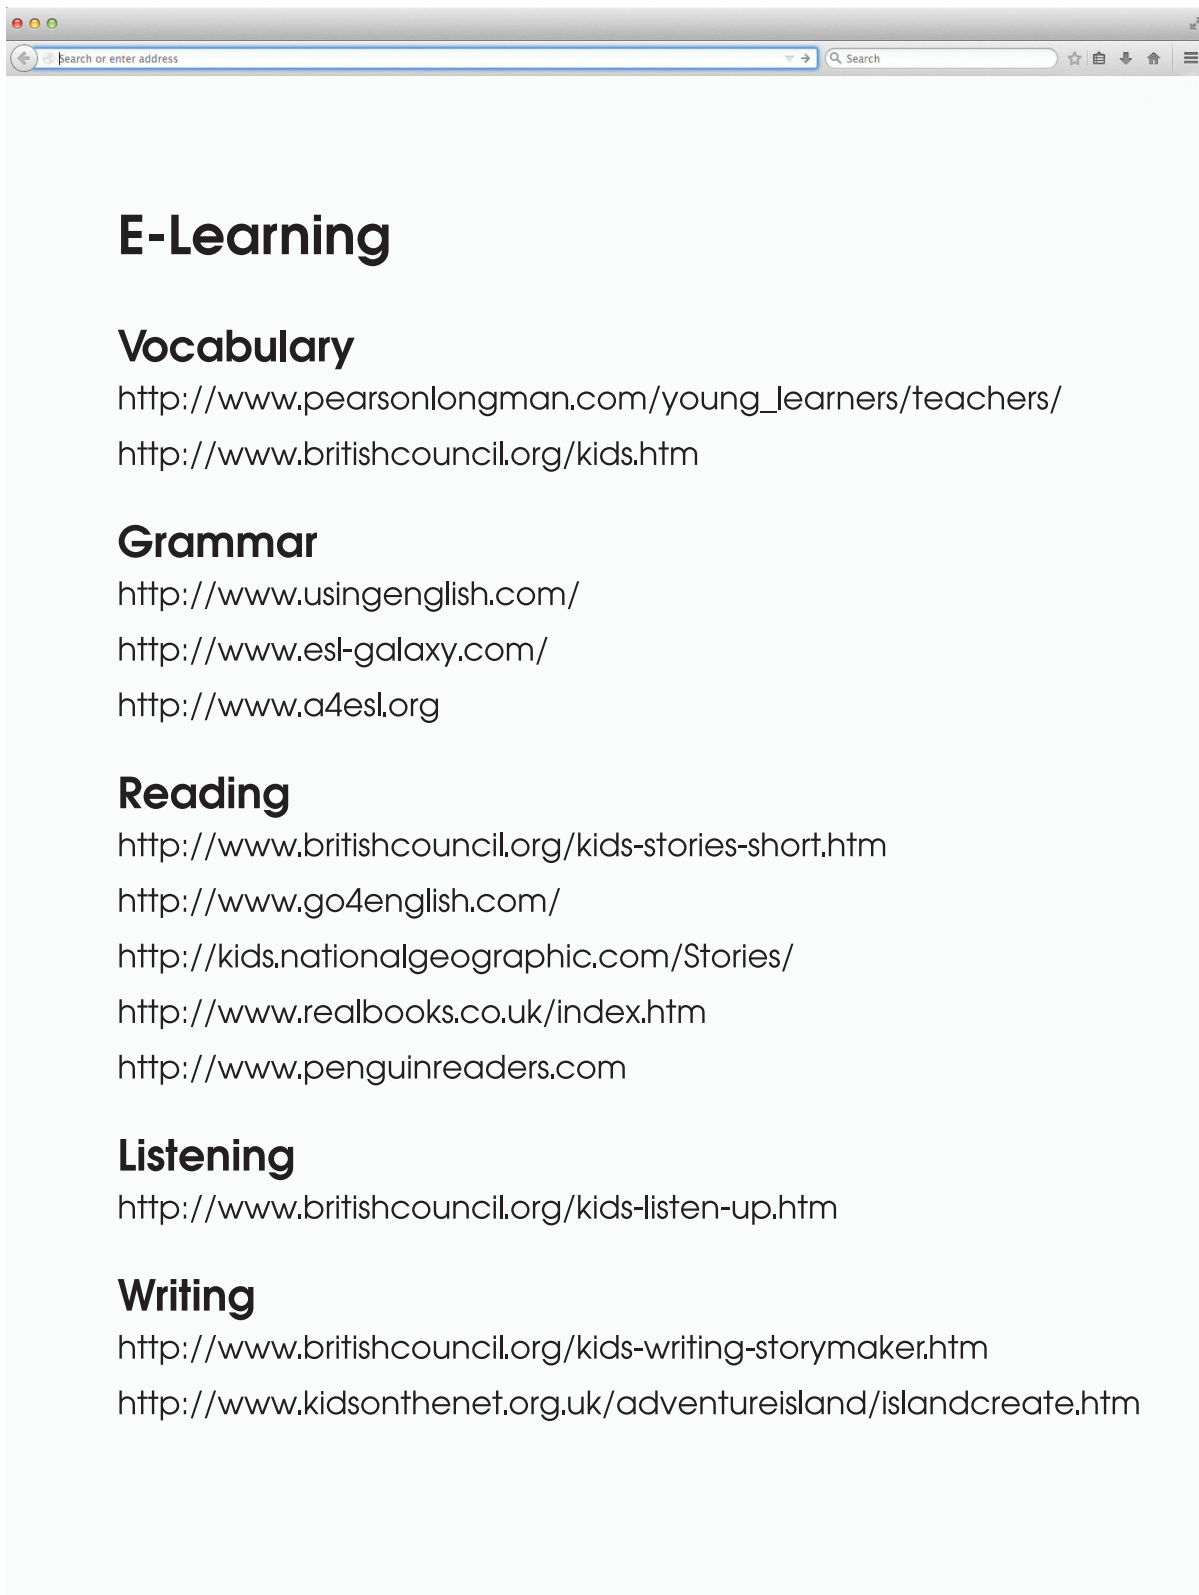 Search or enter address
Search
E-Learning
Vocabulary
http://www.pearsonlongman.com/young_learners/teachers/
http://www.britishcouncil.org/kids.htm
Grammar
http://www.usingenglish.com/
http://www.esl-galaxy.com/
http://www.a4esl.org
Reading
http://www.britishcouncil.org/kids-stories-short.htm
http://www.go4english.com/
http://kids.nationalgeographic.com/Stories/
http://www.realbooks.co.uk/index.htm
http://www.penguinreaders.com
Listening
http://www.britishcouncil.org/kids-listen-up.htm
Writing
http://www.britishcouncil.org/kids-writing-storymaker.htm
http://www.kidsonthenet.org.uk/adventureisland/islandcreate.htm